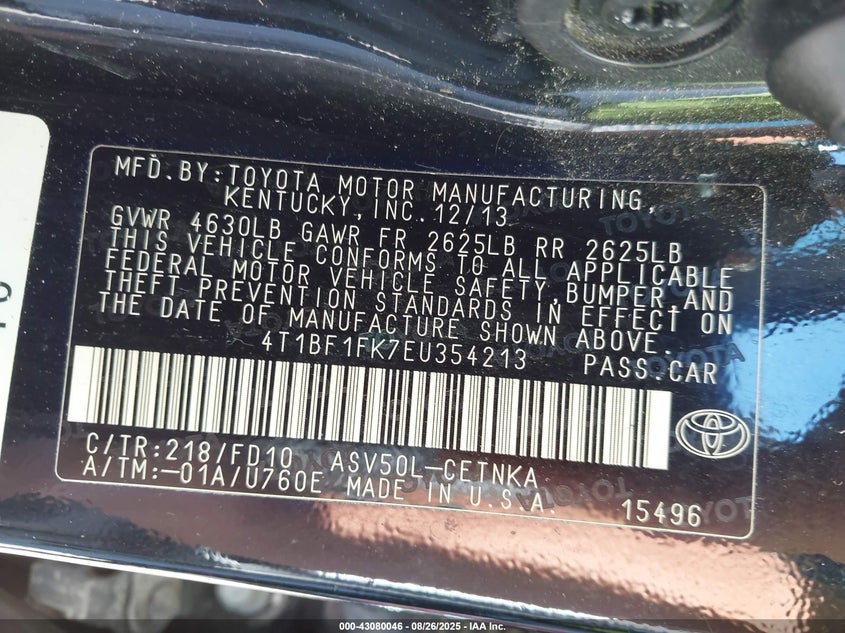 MFD.BY:TOYOTA MOTOR MANUFACTURING,
KENTUCKY,INC.12/13
GVWR 4630LB GAWR FR 2625LB RR 2625LB
THIS VEHICLE CONFORMS TO ALL APPLICABLE
FEDERAL MOTOR VEHICLE SAFETY,BUMPER,AND
THEFT PREVENTION STANDARDS IN EFFECT ON
THE DATE OF MANUFACTURE SHOWN ABOVE.
4T1BF1FK7EU354213 PASS.CAR
C/TR:218/FD10 ASV50L-CETNKA
A/TM:-01A/U760E MADE IN U.S.A. 15496
000-43080046 - 08/26/2025 - IAA Inc.